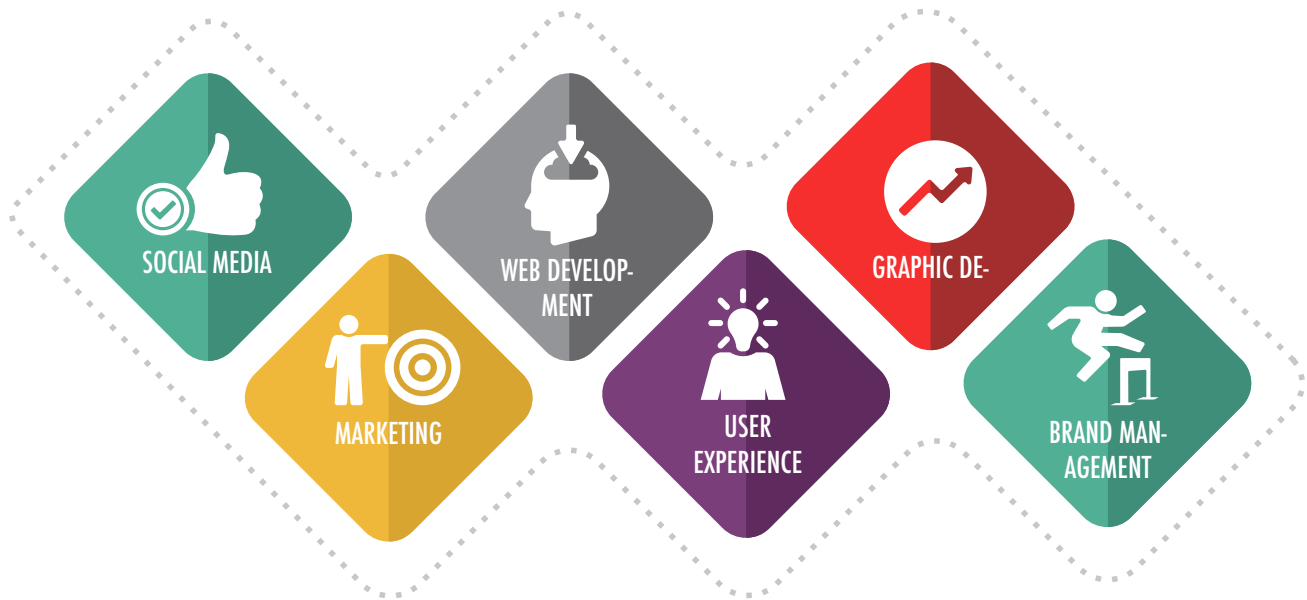 SOCIAL MEDIA
MARKETING
WEB DEVELOP-
MENT
USER
EXPERIENCE
GRAPHIC DE-
BRAND MAN-
AGEMENT